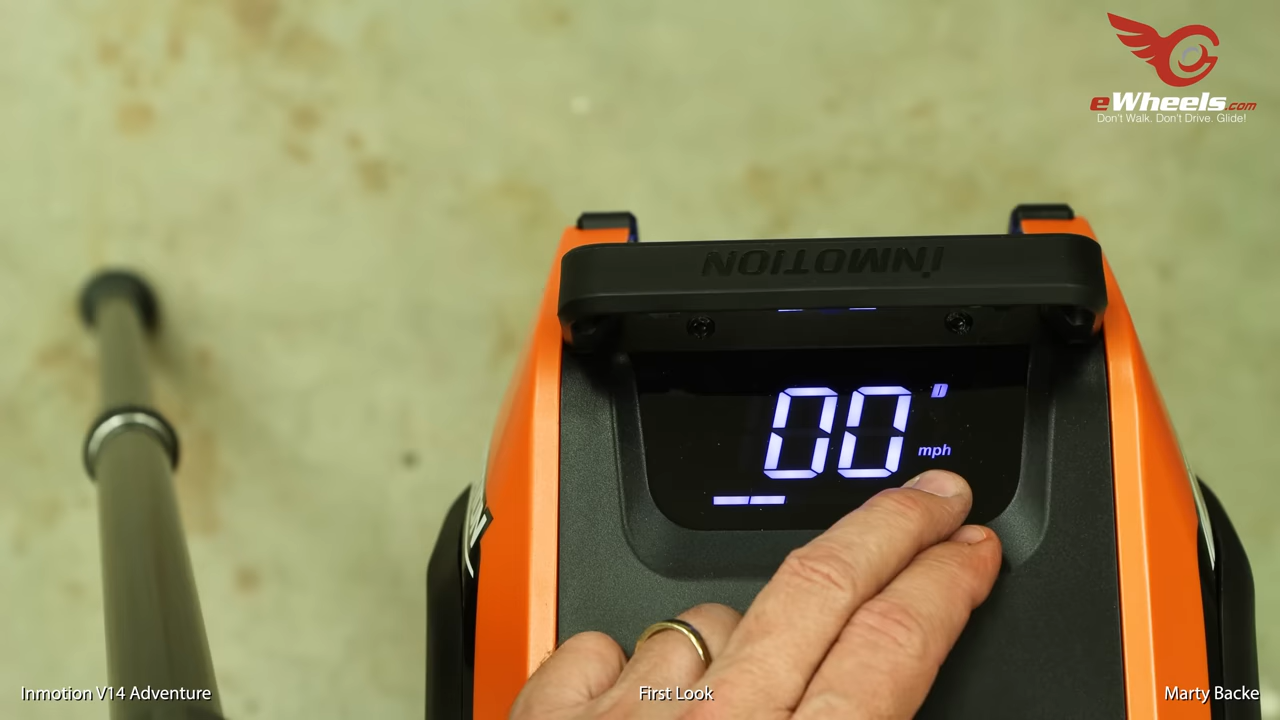 eWheels.com
Don't Walk. Don't Drive. Glide!
INMOTION
00
D
mph
Inmotion V14 Adventure
First Look
Marty Backe